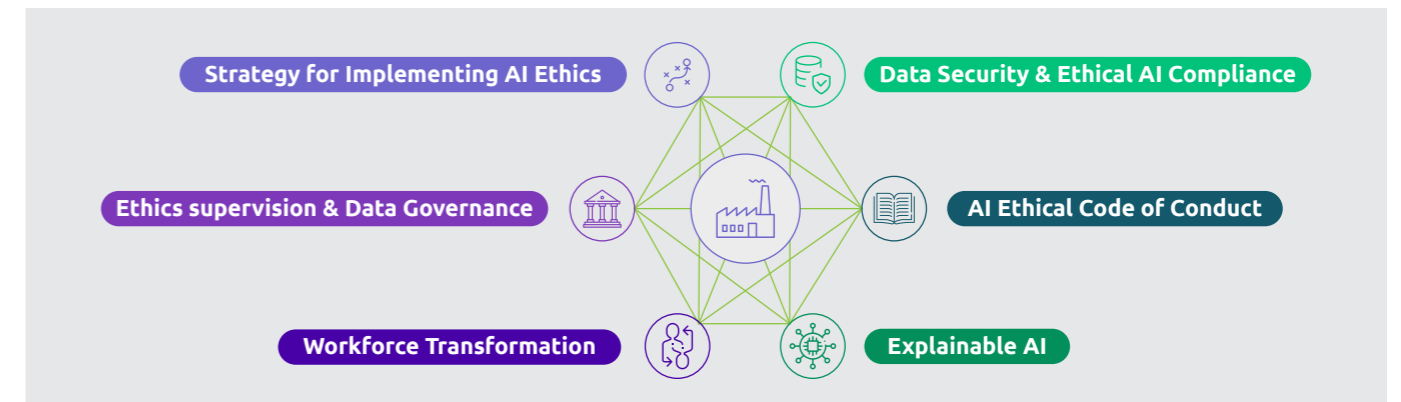 Strategy for Implementing AI Ethics
Data Security & Ethical AI Compliance
Ethics supervision & Data Governance
AI Ethical Code of Conduct
Workforce Transformation
Explainable AI